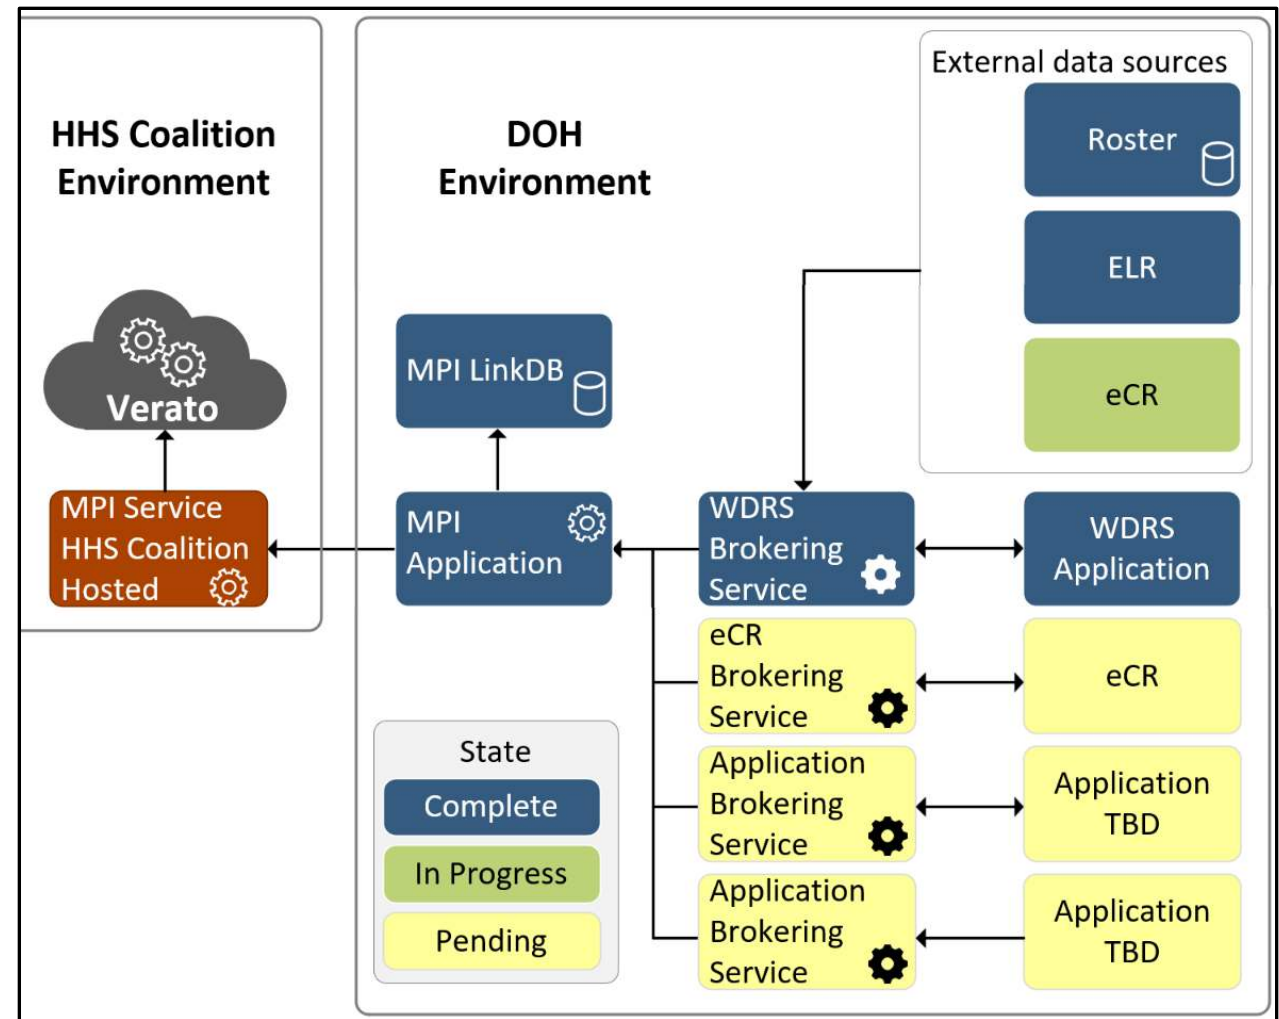 HHS Coalition
Environment
DOH
Environment
External data sources
Roster
ELR
eCR
Verato
MPI LinkDB
MPI Service
HHS Coalition
Hosted
MPI
Application
WDRS
Brokering
Service
WDRS
Application
eCR
Brokering
Service
eCR
Application
Brokering
Service
Application
TBD
Application
Brokering
Service
Application
TBD
State
Complete
In Progress
Pending